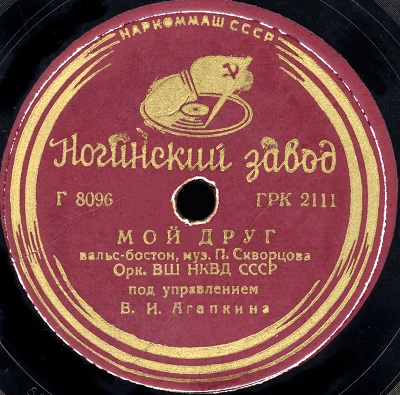 НАРКОММАШ СССР
Ногинский завод
Г 8096 ГРК 2111
МОЙ ДРУГ
вальс-бостон, муз. П. Скворцова
Орк. ВШ НКВД СССР
под управлением
В. И. Агапкина